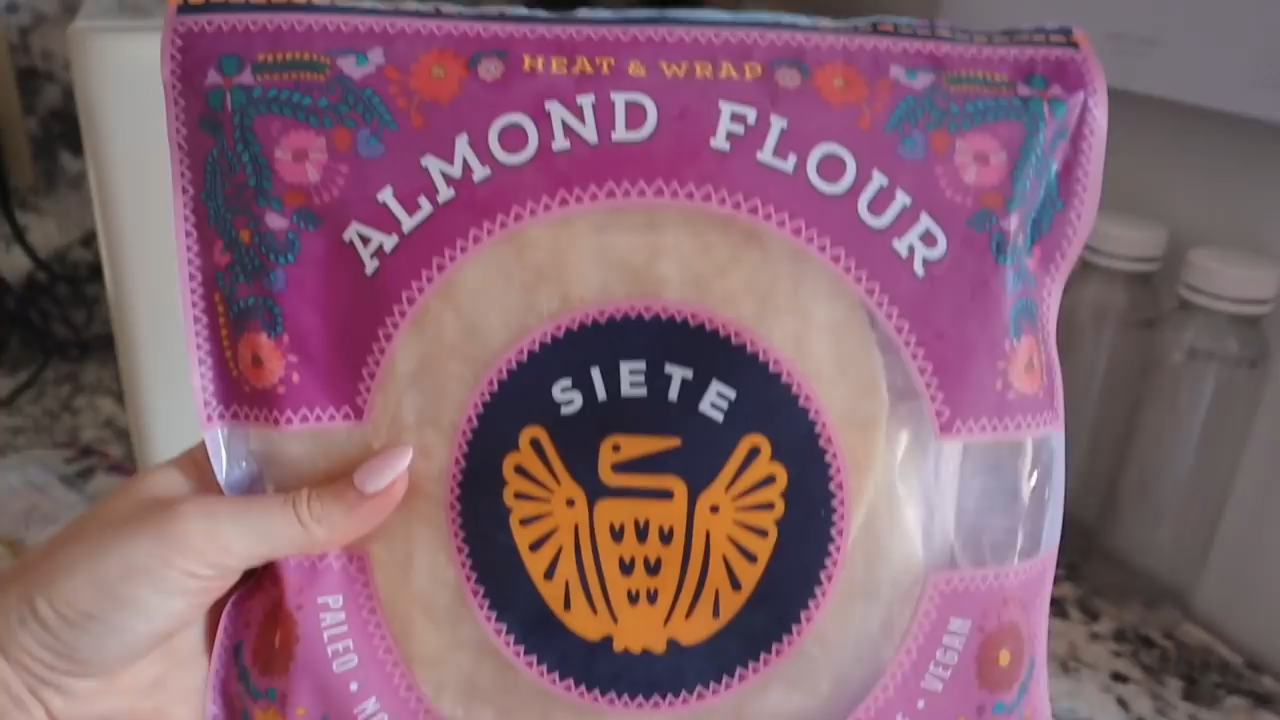 HEAT & WRAP
ALMOND FLOUR
SIETE
PALEO •
• VEGAN